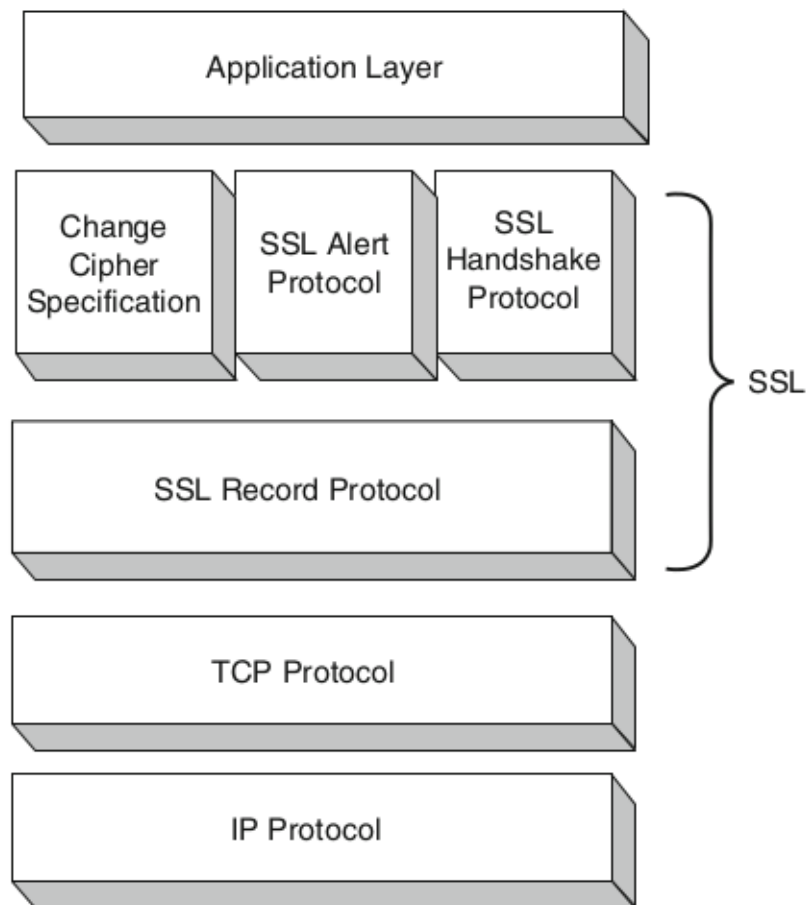 Application Layer
Change
Cipher
Specification
SSL Alert
Protocol
SSL
Handshake
Protocol
SSL
SSL Record Protocol
TCP Protocol
IP Protocol